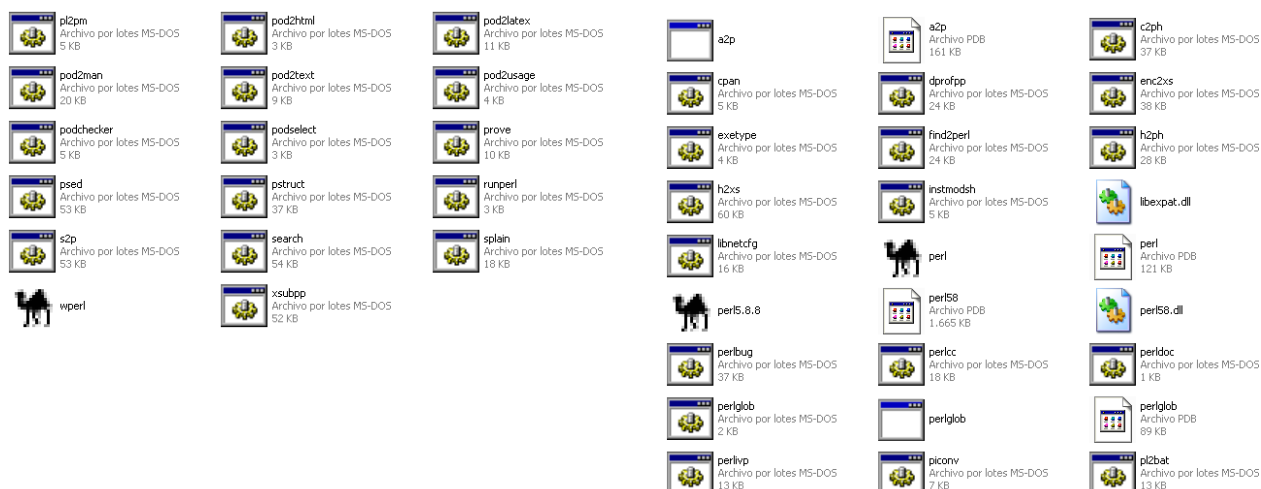 pl2pm
Archivo por lotes MS-DOS
5 KB
pod2html
Archivo por lotes MS-DOS
3 KB
pod2latex
Archivo por lotes MS-DOS
11 KB
pod2man
Archivo por lotes MS-DOS
20 KB
pod2text
Archivo por lotes MS-DOS
9 KB
pod2usage
Archivo por lotes MS-DOS
4 KB
podchecker
Archivo por lotes MS-DOS
5 KB
podselect
Archivo por lotes MS-DOS
3 KB
prove
Archivo por lotes MS-DOS
10 KB
psed
Archivo por lotes MS-DOS
53 KB
pstruct
Archivo por lotes MS-DOS
37 KB
runperl
Archivo por lotes MS-DOS
3 KB
s2p
Archivo por lotes MS-DOS
53 KB
search
Archivo por lotes MS-DOS
54 KB
splain
Archivo por lotes MS-DOS
18 KB
wperl
xsubpp
Archivo por lotes MS-DOS
52 KB
a2p
a2p
Archivo PDB
161 KB
c2ph
Archivo por lotes MS-DOS
37 KB
cpan
Archivo por lotes MS-DOS
5 KB
dprofpp
Archivo por lotes MS-DOS
24 KB
enc2xs
Archivo por lotes MS-DOS
38 KB
exetype
Archivo por lotes MS-DOS
4 KB
find2perl
Archivo por lotes MS-DOS
24 KB
h2ph
Archivo por lotes MS-DOS
28 KB
h2xs
Archivo por lotes MS-DOS
60 KB
instmodsh
Archivo por lotes MS-DOS
5 KB
libexpat.dll
libnetcfg
Archivo por lotes MS-DOS
16 KB
perl
perl
Archivo PDB
121 KB
perl5.8.8
perl58
Archivo PDB
1.665 KB
perl58.dll
perlbug
Archivo por lotes MS-DOS
37 KB
perlcc
Archivo por lotes MS-DOS
18 KB
perldoc
Archivo por lotes MS-DOS
1 KB
perlglob
Archivo por lotes MS-DOS
2 KB
perlglob
perlglob
Archivo PDB
89 KB
perlivp
Archivo por lotes MS-DOS
13 KB
piconv
Archivo por lotes MS-DOS
7 KB
pl2bat
Archivo por lotes MS-DOS
13 KB